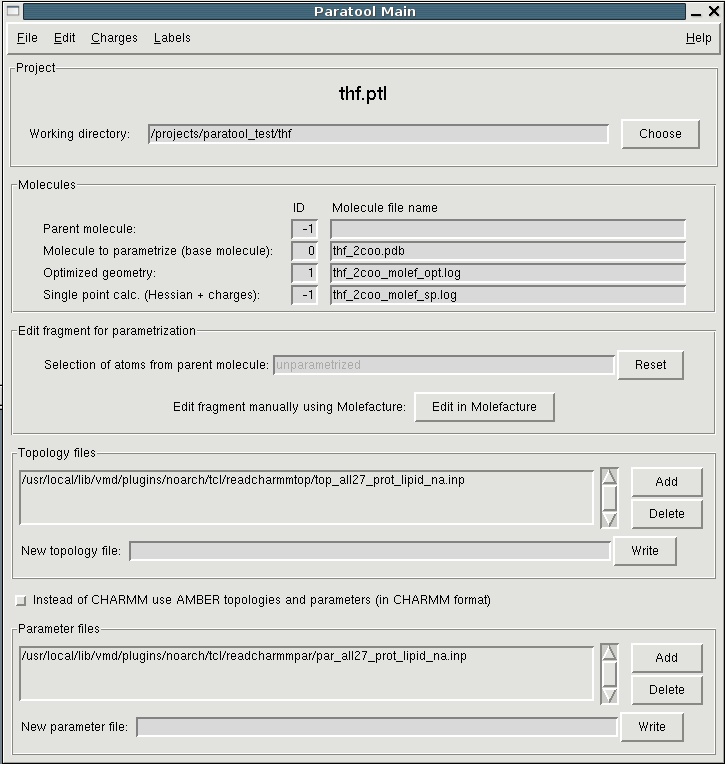 Paratool Main
File Edit Charges Labels Help
Project
thf.ptl
Working directory: /projects/paratool_test/thf Choose
Molecules
ID Molecule file name
Parent molecule: -1
Molecule to parametrize (base molecule): 0 thf_2coo.pdb
Optimized geometry: 1 thf_2coo_molef_opt.log
Single point calc. (Hessian + charges): -1 thf_2coo_molef_sp.log
Edit fragment for parametrization
Selection of atoms from parent molecule: unparametrized Reset
Edit fragment manually using Molefacture: Edit in Molefacture
Topology files
/usr/local/lib/vmd/plugins/noarch/tcl/readcharmmtop/top_all27_prot_lipid_na.inp
Add
Delete
New topology file: Write
Instead of CHARMM use AMBER topologies and parameters (in CHARMM format)
Parameter files
/usr/local/lib/vmd/plugins/noarch/tcl/readcharmmpar/par_all27_prot_lipid_na.inp
Add
Delete
New parameter file: Write